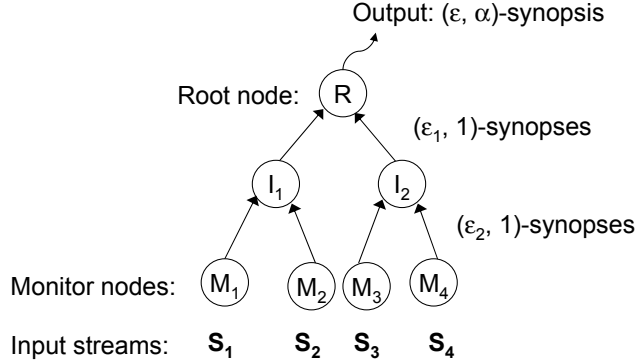 Output: (ε, α)-synopsis
Root node: R
(ε₁, 1)-synopses
I₁ I₂
(ε₂, 1)-synopses
Monitor nodes: M₁ M₂ M₃ M₄
Input streams: S₁ S₂ S₃ S₄